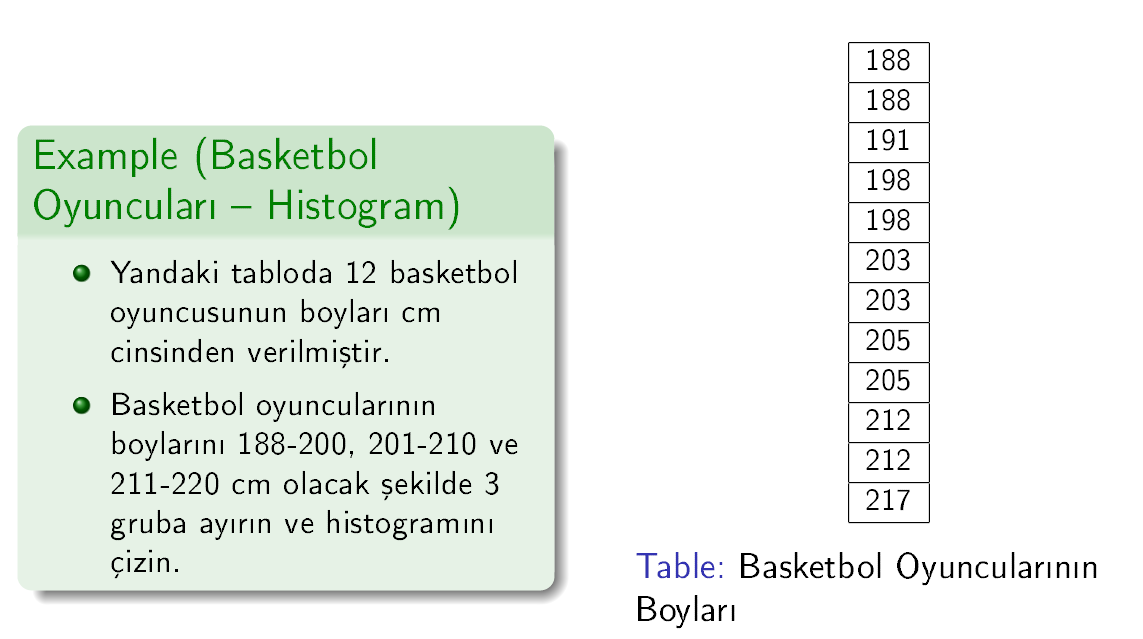 Example (Basketbol
Oyuncuları – Histogram)
Yandaki tabloda 12 basketbol
oyuncusunun boyları cm
cinsinden verilmiştir.
Basketbol oyuncularının
boylarını 188-200, 201-210 ve
211-220 cm olacak şekilde 3
gruba ayırın ve histogramını
çizin.
188
188
191
198
198
203
203
205
205
212
212
217
Table: Basketbol Oyuncularının
Boyları